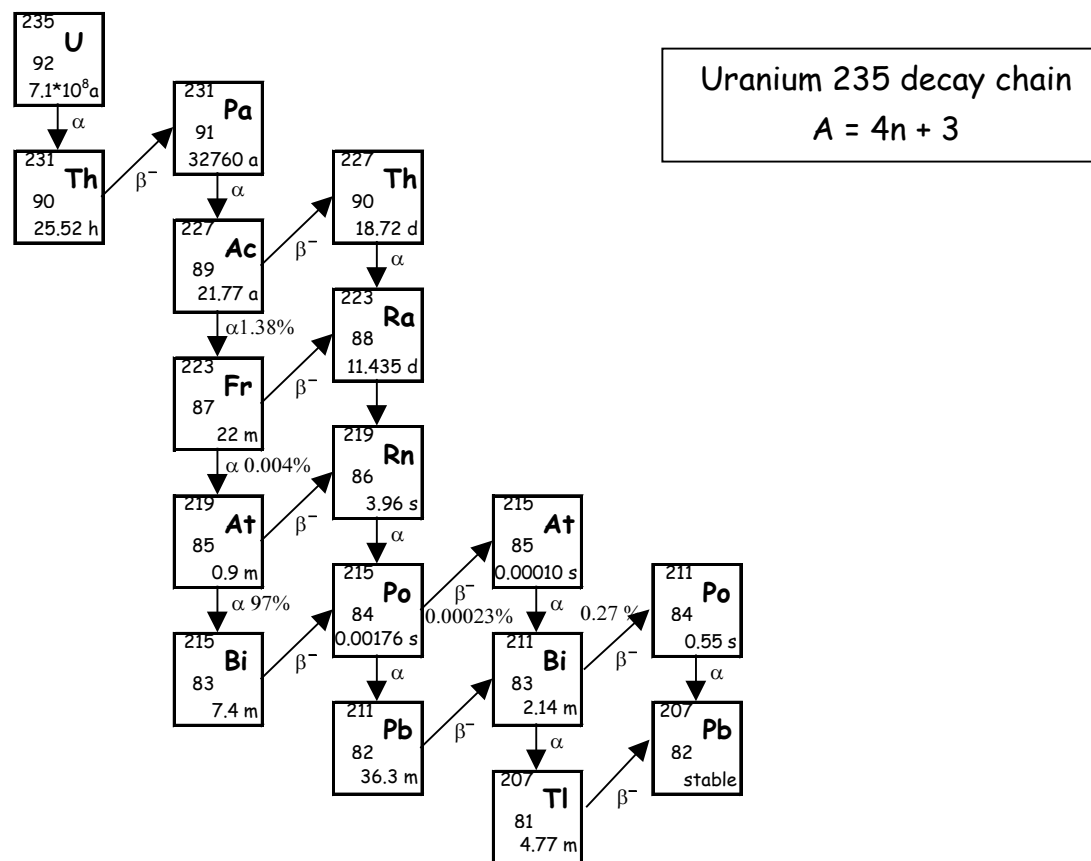 Uranium 235 decay chain
A = 4n + 3
235
U
92
7.1*10⁸a
α
231
Th
90
25.52 h
β⁻
231
Pa
91
32760 a
α
227
Ac
89
21.77 a
β⁻
α1.38%
227
Th
90
18.72 d
α
223
Fr
87
22 m
β⁻
α 0.004%
223
Ra
88
11.435 d
219
At
85
0.9 m
β⁻
α 97%
219
Rn
86
3.96 s
α
215
Bi
83
7.4 m
β⁻
215
Po
84
0.00176 s
β⁻
0.00023%
α
215
At
85
0.00010 s
α
211
Pb
82
36.3 m
β⁻
211
Bi
83
2.14 m
0.27 %
β⁻
α
211
Po
84
0.55 s
α
207
Tl
81
4.77 m
β⁻
207
Pb
82
stable